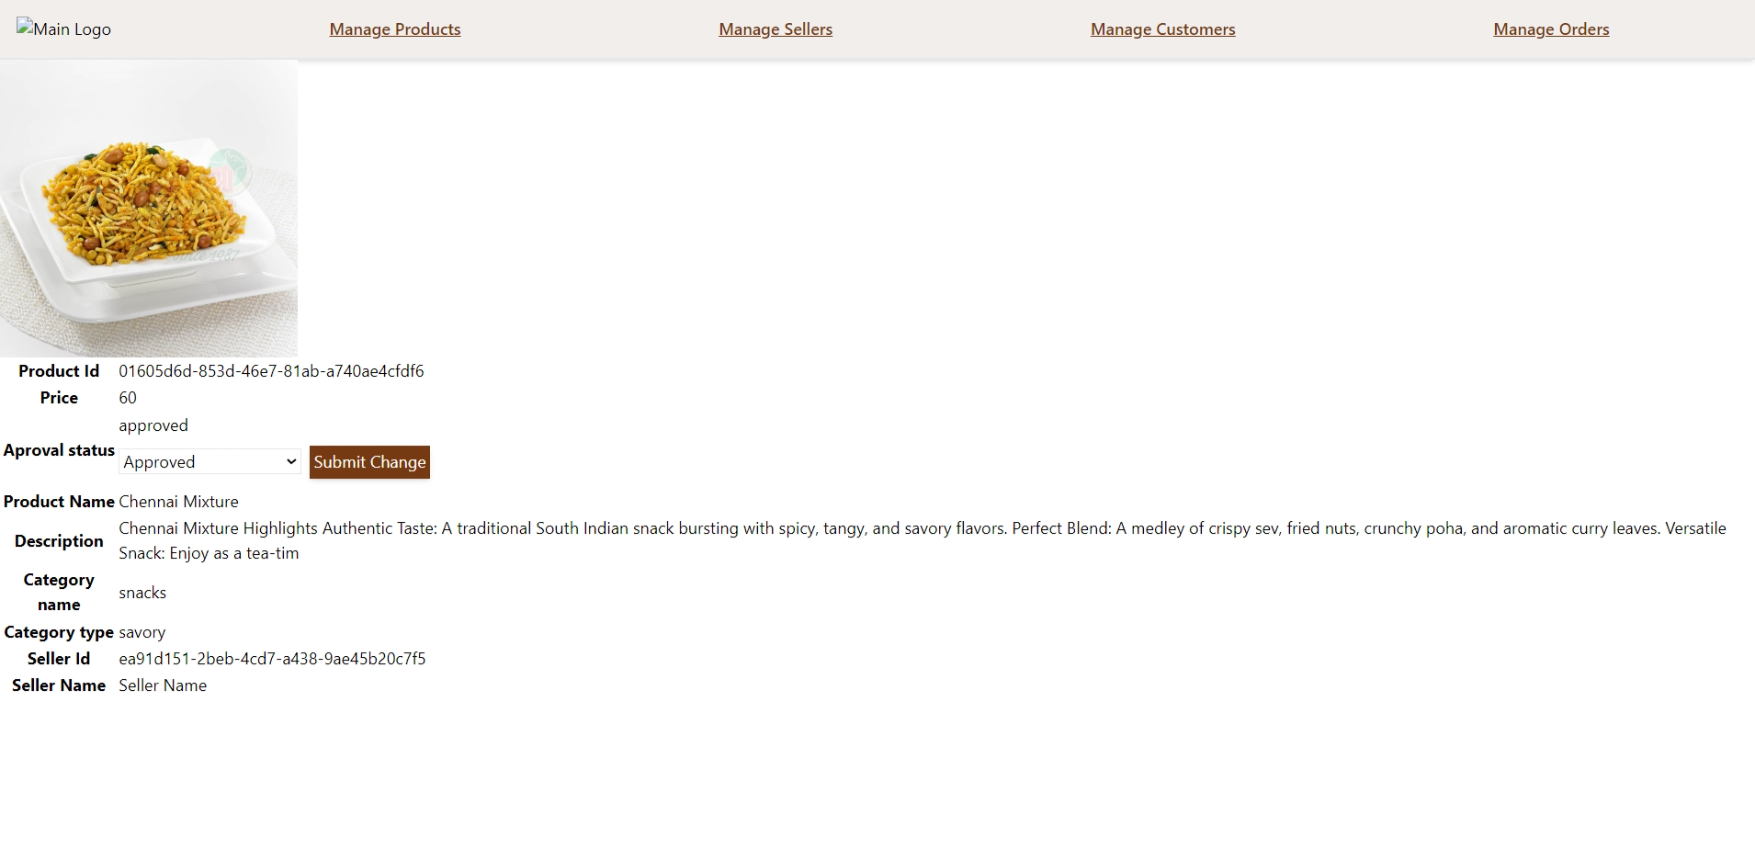 Main Logo
Manage Products
Manage Sellers
Manage Customers
Manage Orders
Since 1987
Product Id 01605d6d-853d-46e7-81ab-a740ae4cfdf6
Price 60
approved
Aproval status
Approved
Submit Change
Product Name Chennai Mixture
Description
Chennai Mixture Highlights Authentic Taste: A traditional South Indian snack bursting with spicy, tangy, and savory flavors. Perfect Blend: A medley of crispy sev, fried nuts, crunchy poha, and aromatic curry leaves. Versatile
Snack: Enjoy as a tea-tim
Category
name
snacks
Category type savory
Seller Id ea91d151-2beb-4cd7-a438-9ae45b20c7f5
Seller Name Seller Name